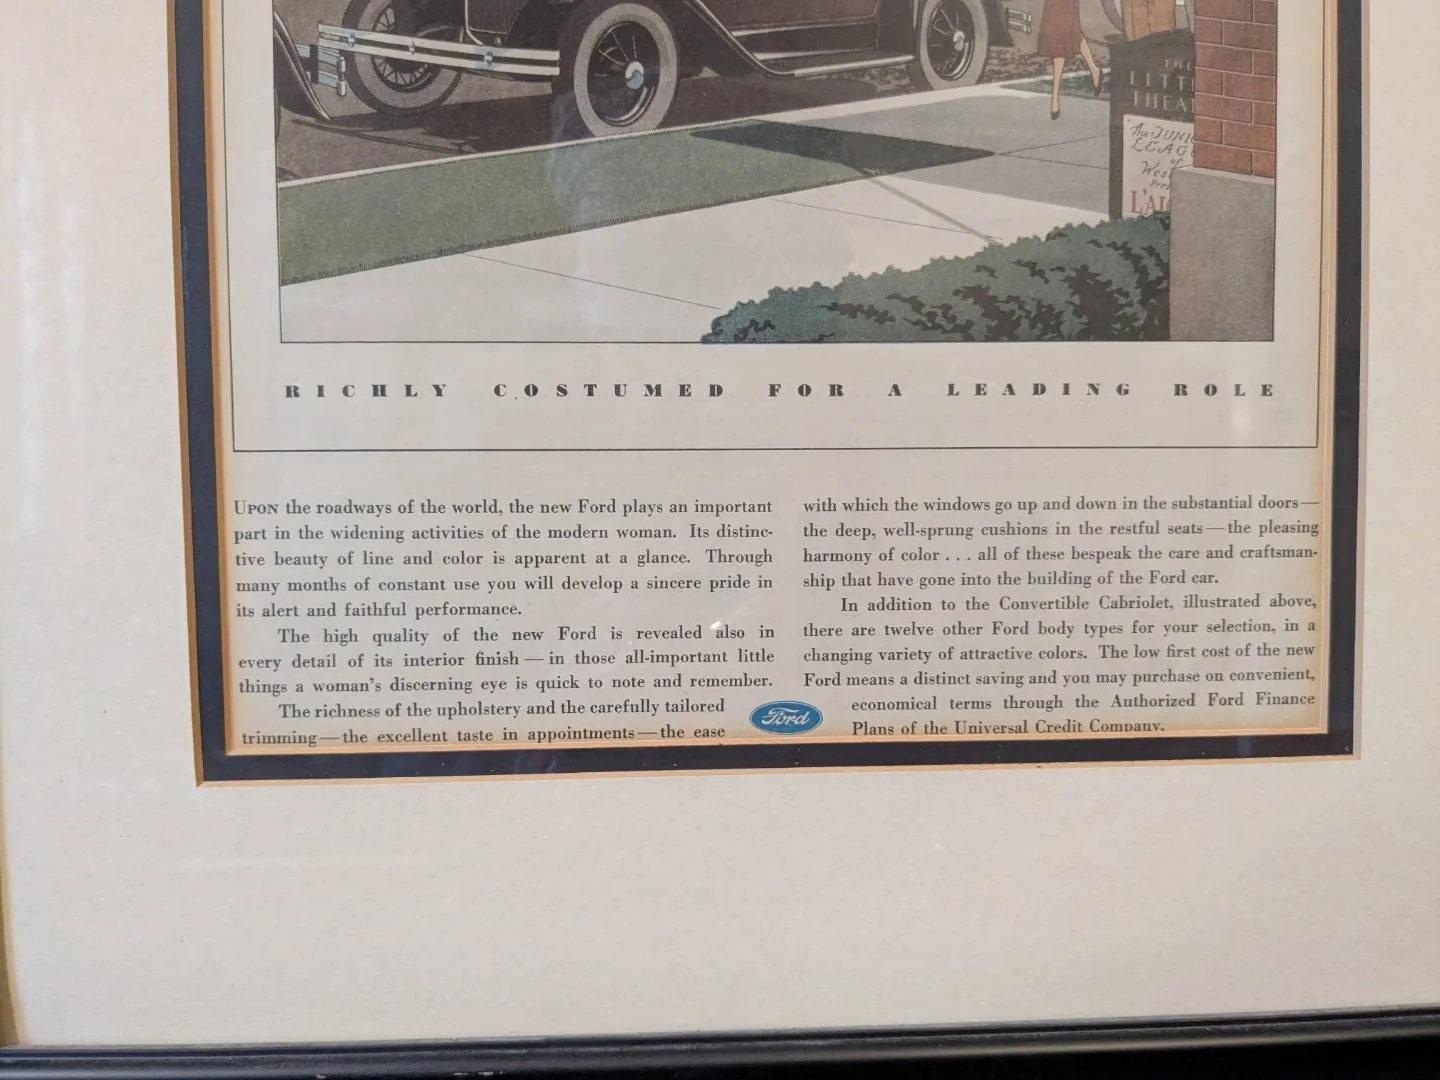 THE
LITT
THEA
The JUNI
LEAG
of
Wes
Pre
L'AI
RICHLY COSTUMED FOR A LEADING ROLE
UPON the roadways of the world, the new Ford plays an important
part in the widening activities of the modern woman. Its distinc-
tive beauty of line and color is apparent at a glance. Through
many months of constant use you will develop a sincere pride in
its alert and faithful performance.
The high quality of the new Ford is revealed also in
every detail of its interior finish — in those all-important little
things a woman's discerning eye is quick to note and remember.
The richness of the upholstery and the carefully tailored
trimming—the excellent taste in appointments—the ease
with which the windows go up and down in the substantial doors—
the deep, well-sprung cushions in the restful seats—the pleasing
harmony of color . . . all of these bespeak the care and craftsman-
ship that have gone into the building of the Ford car.
In addition to the Convertible Cabriolet, illustrated above,
there are twelve other Ford body types for your selection, in a
changing variety of attractive colors. The low first cost of the new
Ford means a distinct saving and you may purchase on convenient,
economical terms through the Authorized Ford Finance
Plans of the Universal Credit Company.
Ford